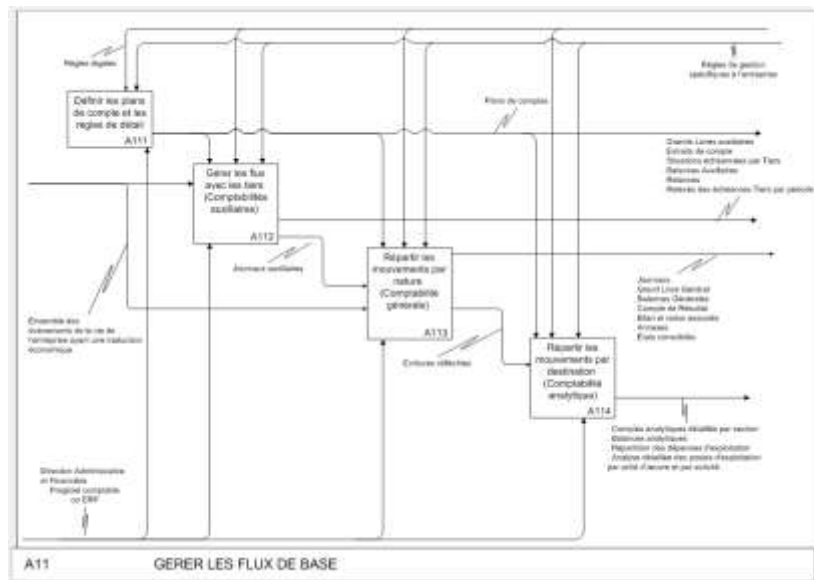 Règles légales
Règles de gestion
spécifiques à l'entreprise
Définir les plans
de compte et les
règles de détail
A111
Plans de comptes
Grands Livres auxiliaires
Extraits de compte
Situations échéancées par Tiers
Balances Auxiliaires
Relances
Relevés des échéances Tiers par période
Gérer les flux
avec les tiers
(Comptabilités
auxiliaires)
A112
Journaux auxiliaires
Répartir les
mouvements par
nature
(Comptabilité
générale)
A113
Journaux
Grand Livre Général
Balances Générales
Compte de Résultat
Bilan et notes associés
Annexes
États consolidés
Ensemble des
évènements de la vie de
l'entreprise ayant une traduction
économique
Ecritures réfléchies
Répartir les
mouvements par
destination
(Comptabilité
analytique)
A114
Comptes analytiques détaillés par section
Balances analytiques
Répartition des dépenses d'exploitation
Analyse détaillée des postes d'exploitation
par unité d'œuvre et par activité
Direction Administrative
et Financière
Progiciel comptable
ou ERP
A11
GERER LES FLUX DE BASE